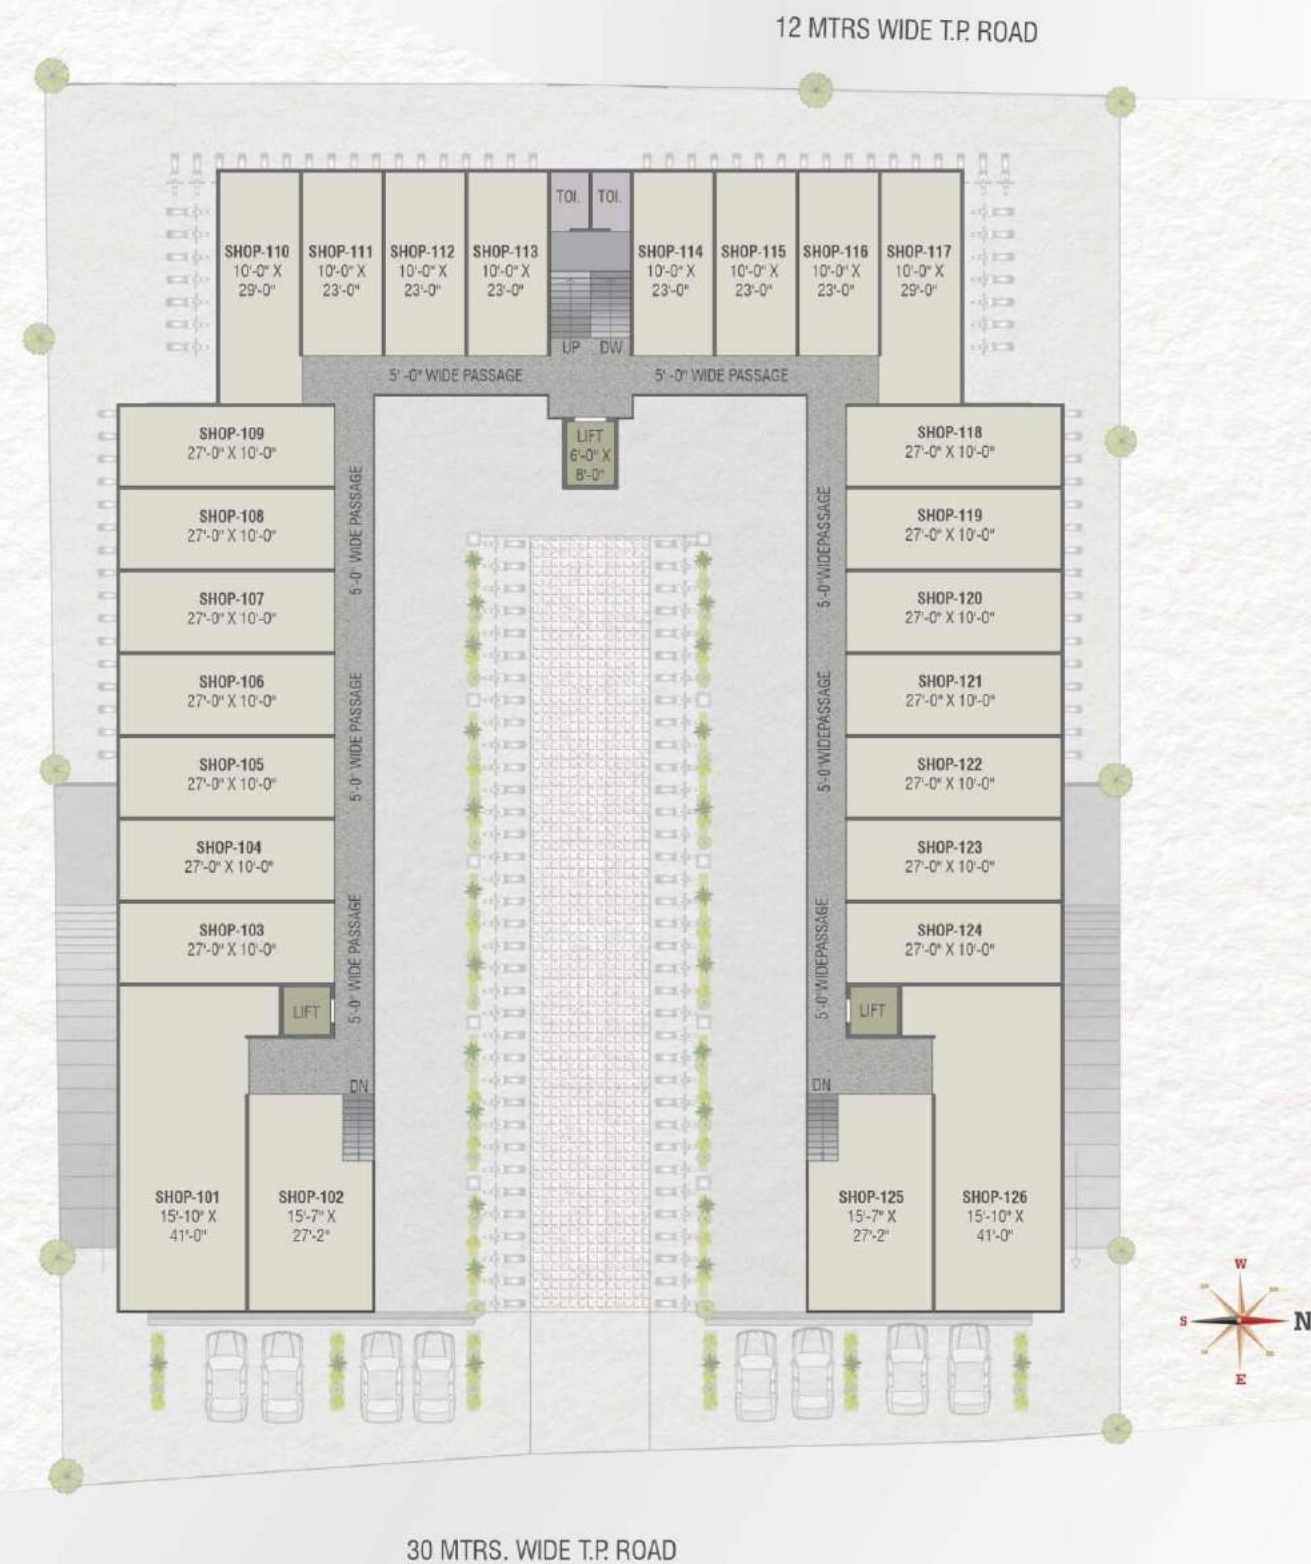 12 MTRS WIDE T.P. ROAD
TOI.
TOI.
SHOP-110
10'-0" X
29'-0"
SHOP-111
10'-0" X
23'-0"
SHOP-112
10'-0" X
23'-0"
SHOP-113
10'-0" X
23'-0"
SHOP-114
10'-0" X
23'-0"
SHOP-115
10'-0" X
23'-0"
SHOP-116
10'-0" X
23'-0"
SHOP-117
10'-0" X
29'-0"
UP
DW
5'-0" WIDE PASSAGE
5'-0" WIDE PASSAGE
LIFT
6'-0" X
8'-0"
SHOP-109
27'-0" X 10'-0"
SHOP-108
27'-0" X 10'-0"
SHOP-107
27'-0" X 10'-0"
SHOP-106
27'-0" X 10'-0"
SHOP-105
27'-0" X 10'-0"
SHOP-104
27'-0" X 10'-0"
SHOP-103
27'-0" X 10'-0"
5'-0" WIDE PASSAGE
5'-0" WIDE PASSAGE
5'-0" WIDE PASSAGE
5'-0"WIDEPASSAGE
5'-0"WIDEPASSAGE
5'-0"WIDEPASSAGE
SHOP-118
27'-0" X 10'-0"
SHOP-119
27'-0" X 10'-0"
SHOP-120
27'-0" X 10'-0"
SHOP-121
27'-0" X 10'-0"
SHOP-122
27'-0" X 10'-0"
SHOP-123
27'-0" X 10'-0"
SHOP-124
27'-0" X 10'-0"
LIFT
LIFT
DN
DN
SHOP-101
15'-10" X
41'-0"
SHOP-102
15'-7" X
27'-2"
SHOP-125
15'-7" X
27'-2"
SHOP-126
15'-10" X
41'-0"
W
S
N
E
30 MTRS. WIDE T.P. ROAD